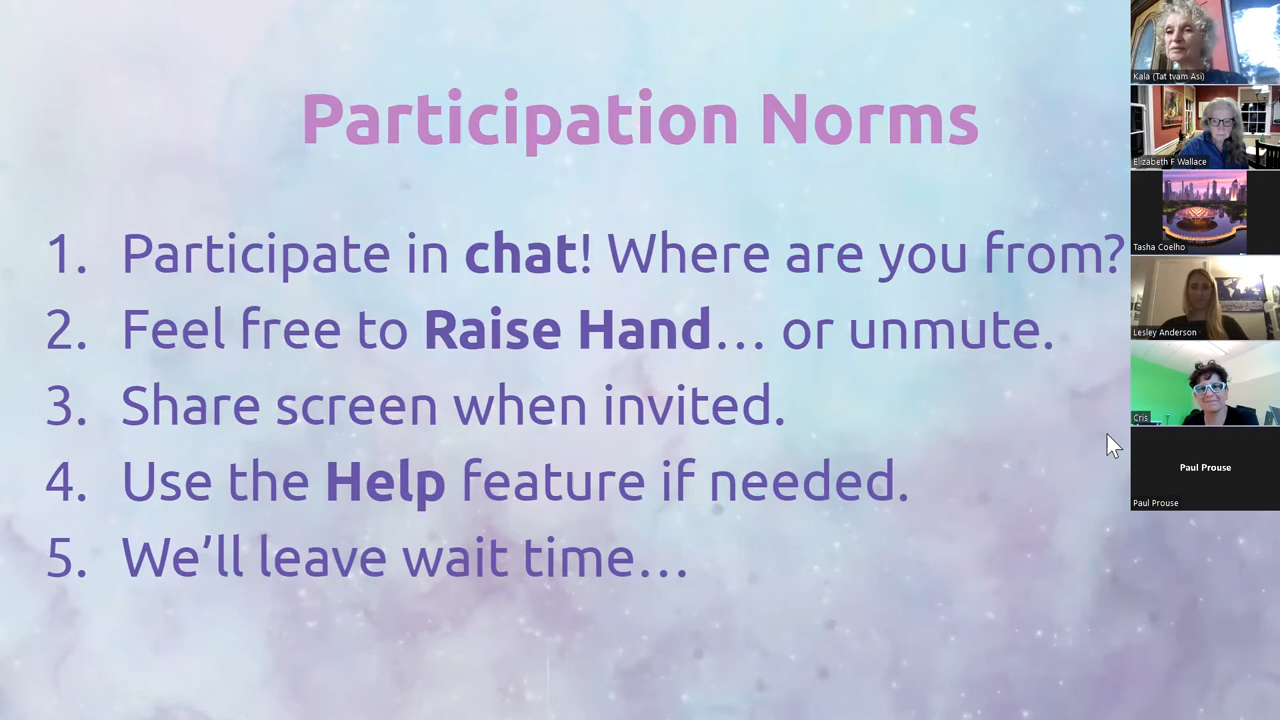 Participation Norms
1. Participate in chat! Where are you from?
2. Feel free to Raise Hand… or unmute.
3. Share screen when invited.
4. Use the Help feature if needed.
5. We’ll leave wait time…
Kala (Tat tvam Asi)
Elizabeth F Wallace
Tasha Coelho
Lesley Anderson
Cris
Paul Prouse
Paul Prouse